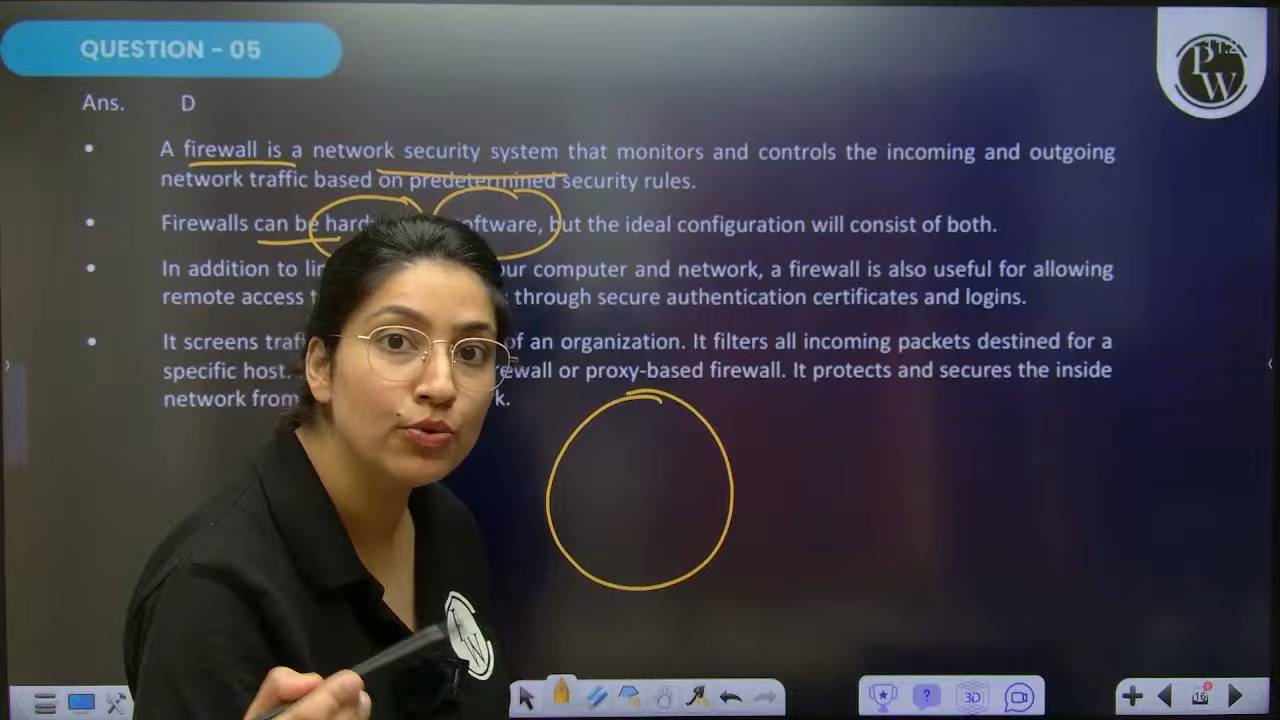 QUESTION - 05
PW
Ans. D
• A firewall is a network security system that monitors and controls the incoming and outgoing
network traffic based on predetermined security rules.
• Firewalls can be software, but the ideal configuration will consist of both.
• In addition to computer and network, a firewall is also useful for allowing
remote access through secure authentication certificates and logins.
• It screens of an organization. It filters all incoming packets destined for a
specific host. or proxy-based firewall. It protects and secures the inside
network from
3D
16